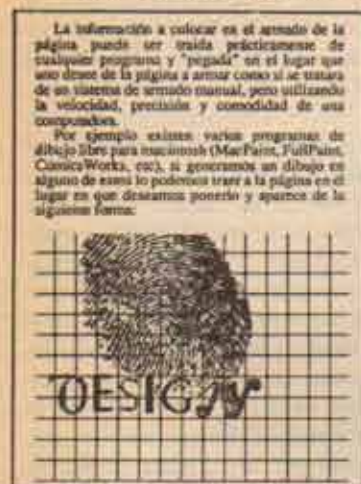 La información a colocar en el armado de la
página puede ser traída prácticamente de
cualquier programa y "pegada" en el lugar que
uno desee de la página a armar como si se tratara
de un sistema de armado manual, pero utilizando
la velocidad, precisión y comodidad de una
computadora.
Por ejemplo existen varios programas de
dibujo libre para macintosh (MacPaint, FullPaint,
ComicsWorks, etc), si generamos un dibujo en
alguno de estos lo podemos traer a la página en el
lugar en que deseamos ponerlo y aparece de la
siguiente forma:
DESIGN